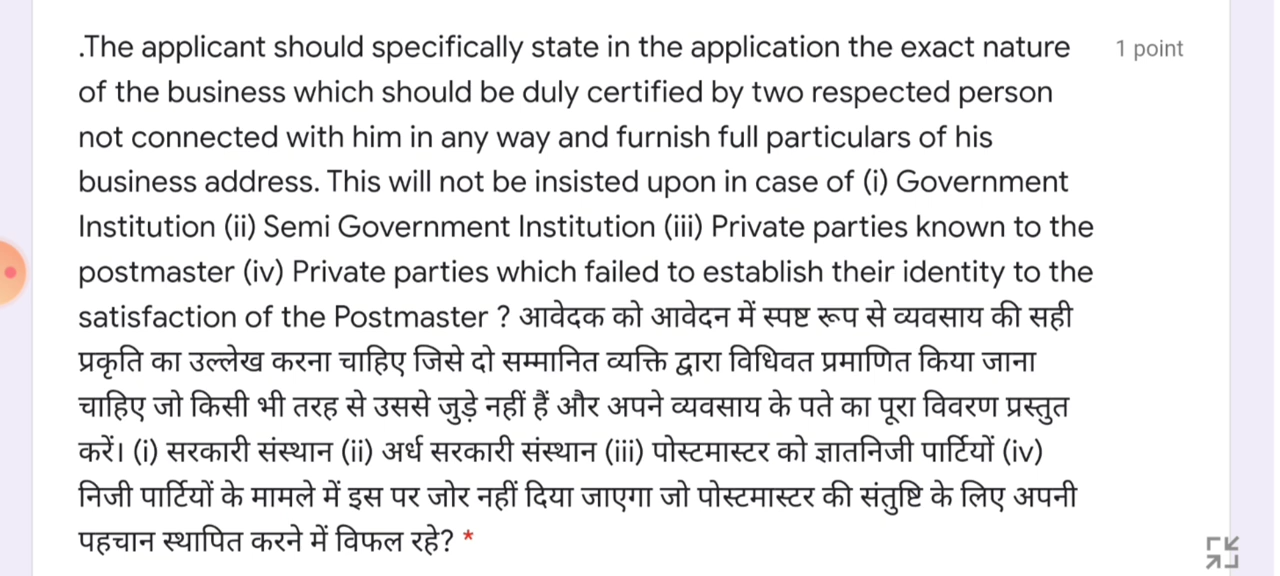 .The applicant should specifically state in the application the exact nature 1 point
of the business which should be duly certified by two respected person
not connected with him in any way and furnish full particulars of his
business address. This will not be insisted upon in case of (i) Government
Institution (ii) Semi Government Institution (iii) Private parties known to the
postmaster (iv) Private parties which failed to establish their identity to the
satisfaction of the Postmaster ? आवेदक को आवेदन में स्पष्ट रूप से व्यवसाय की सही
प्रकृति का उल्लेख करना चाहिए जिसे दो सम्मानित व्यक्ति द्वारा विधिवत प्रमाणित किया जाना
चाहिए जो किसी भी तरह से उससे जुड़े नहीं हैं और अपने व्यवसाय के पते का पूरा विवरण प्रस्तुत
करें। (i) सरकारी संस्थान (ii) अर्ध सरकारी संस्थान (iii) पोस्टमास्टर को ज्ञातनिजी पार्टियों (iv)
निजी पार्टियों के मामले में इस पर जोर नहीं दिया जाएगा जो पोस्टमास्टर की संतुष्टि के लिए अपनी
पहचान स्थापित करने में विफल रहे? *